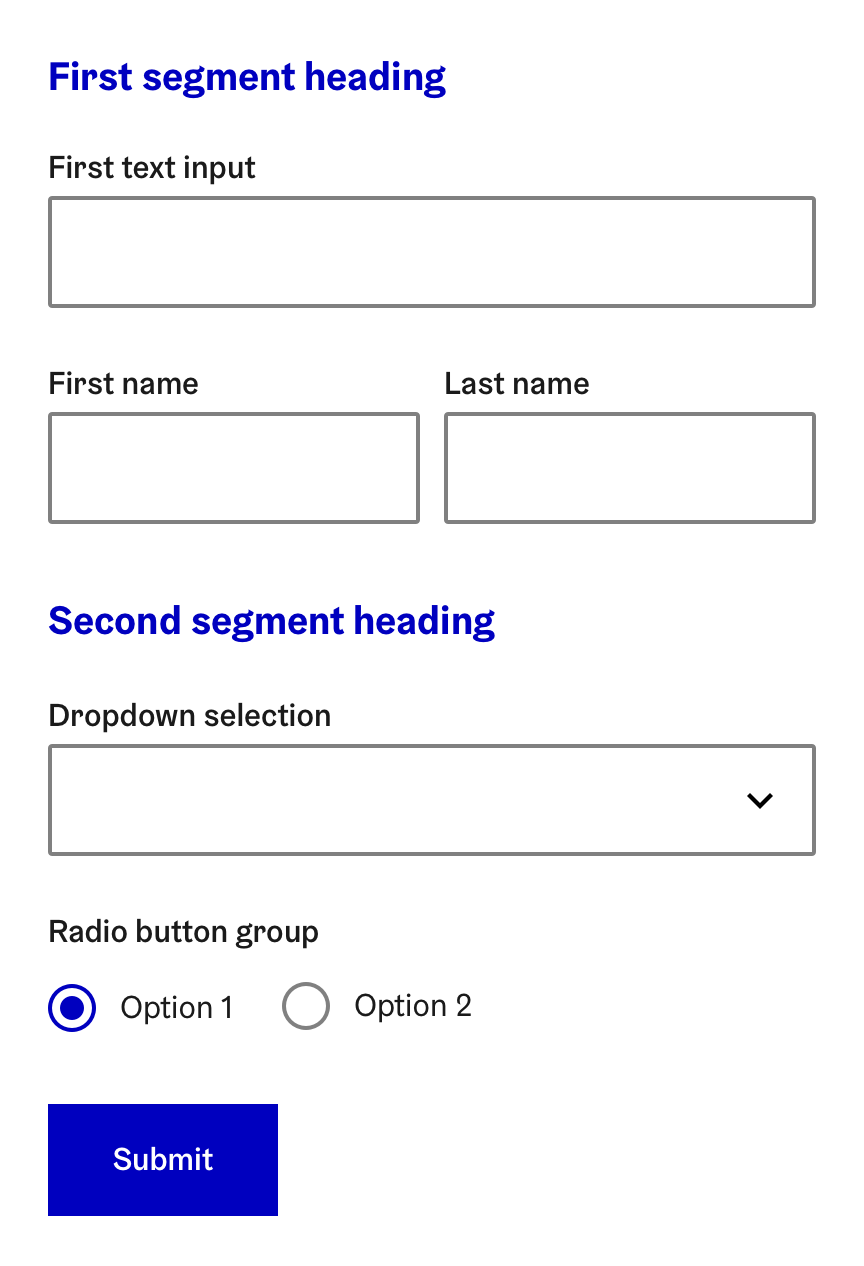 First segment heading
First text input
First name Last name
Second segment heading
Dropdown selection
Radio button group
Option 1 Option 2
Submit